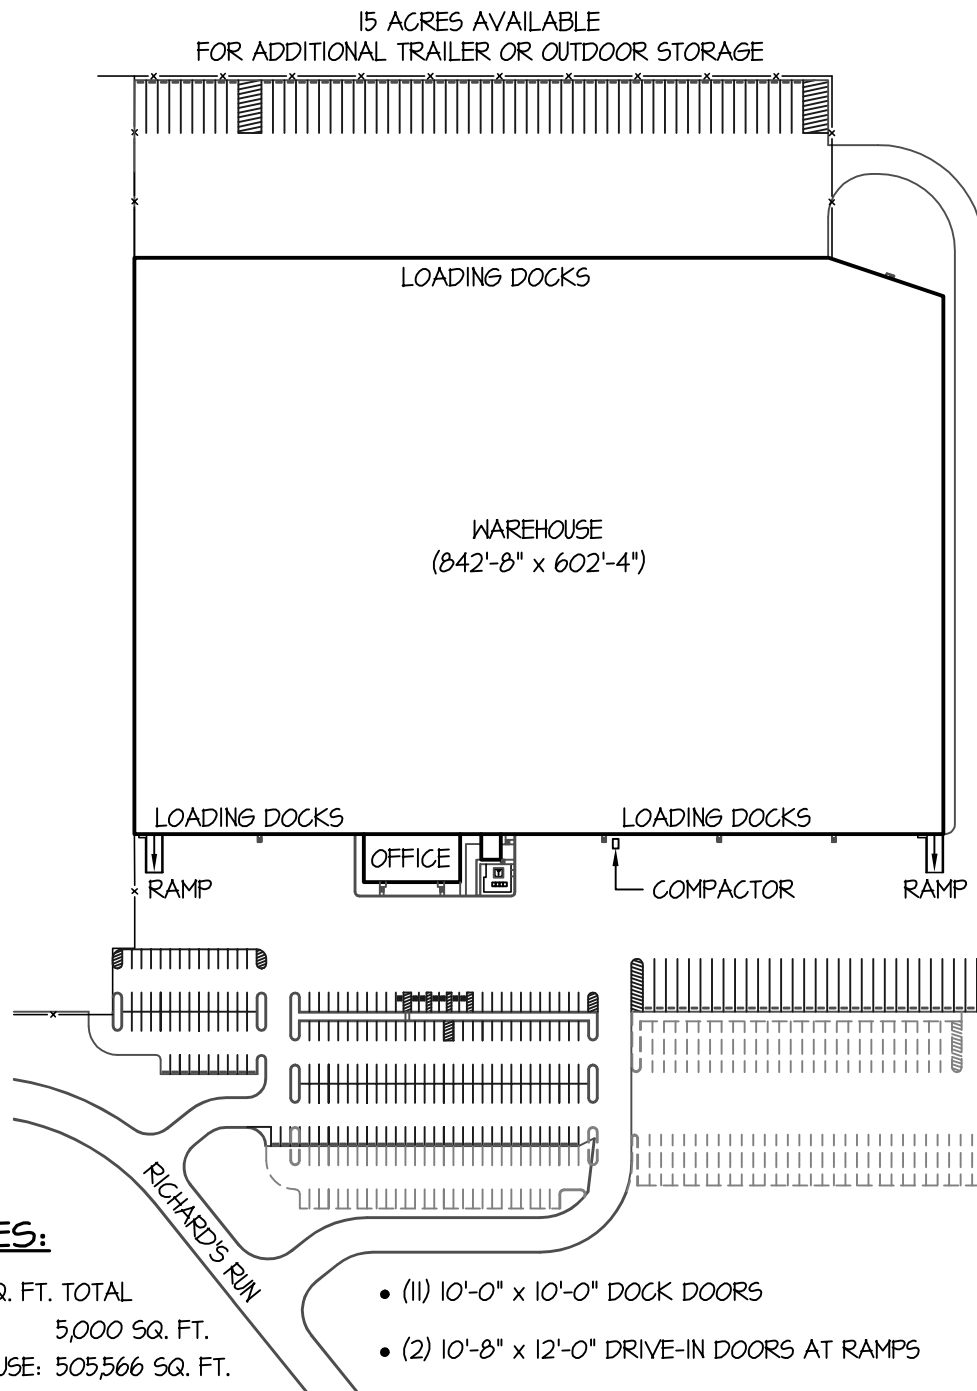 15 ACRES AVAILABLE
FOR ADDITIONAL TRAILER OR OUTDOOR STORAGE
LOADING DOCKS
WAREHOUSE
(842'-8" x 602'-4")
LOADING DOCKS
LOADING DOCKS
OFFICE
RAMP
COMPACTOR
RAMP
RICHARD'S RUN
ES:
Q. FT. TOTAL
5,000 SQ. FT.
USE: 505,566 SQ. FT.
• (11) 10'-0" x 10'-0" DOCK DOORS
• (2) 10'-8" x 12'-0" DRIVE-IN DOORS AT RAMPS